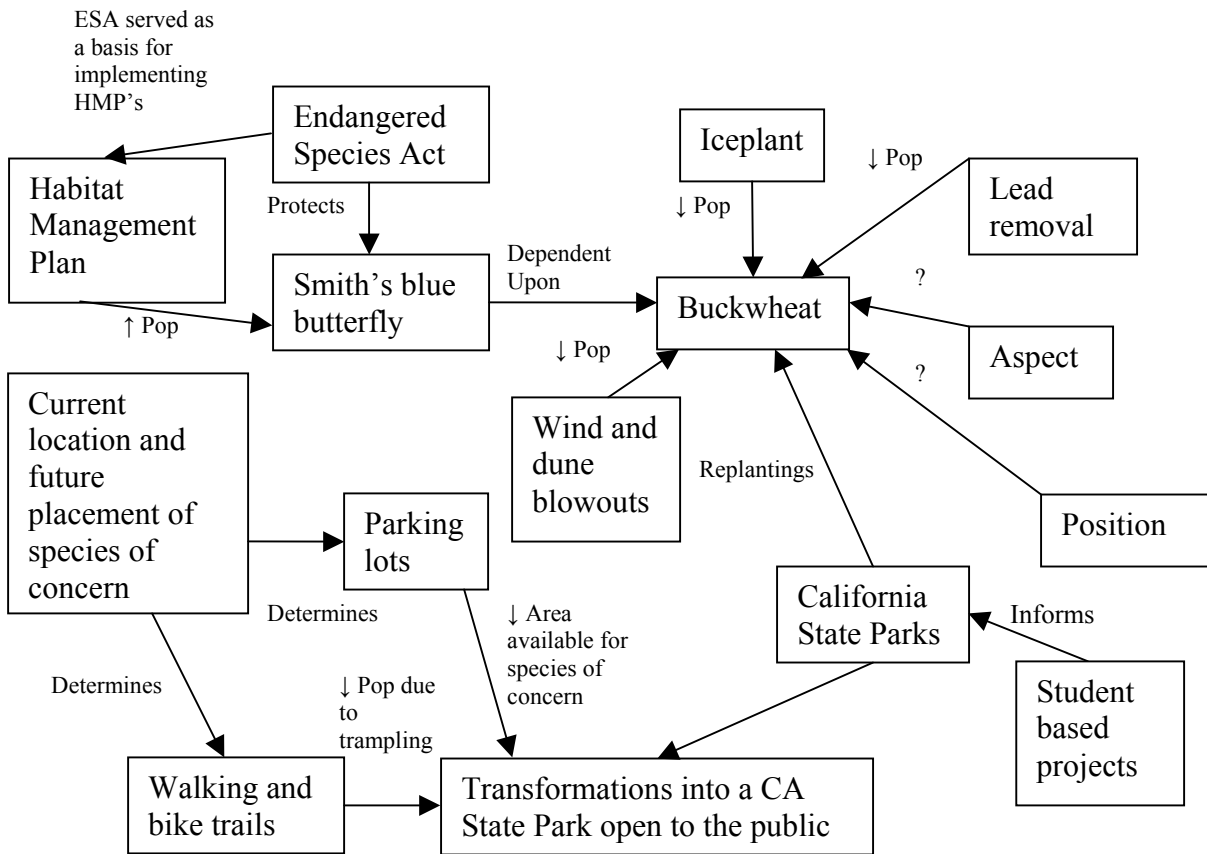 ESA served as
a basis for
implementing
HMP's
Endangered
Species Act
Iceplant
↓ Pop
Lead
removal
Habitat
Management
Plan
Protects
↓ Pop
Dependent
Upon
Smith's blue
butterfly
Buckwheat
?
↑ Pop
↓ Pop
Aspect
?
Current
location and
future
placement of
species of
concern
Wind and
dune
blowouts
Replantings
Parking
lots
Position
Determines
↓ Area
available for
species of
concern
California
State Parks
Informs
Determines
↓ Pop due
to
trampling
Student
based
projects
Walking and
bike trails
Transformations into a CA
State Park open to the public